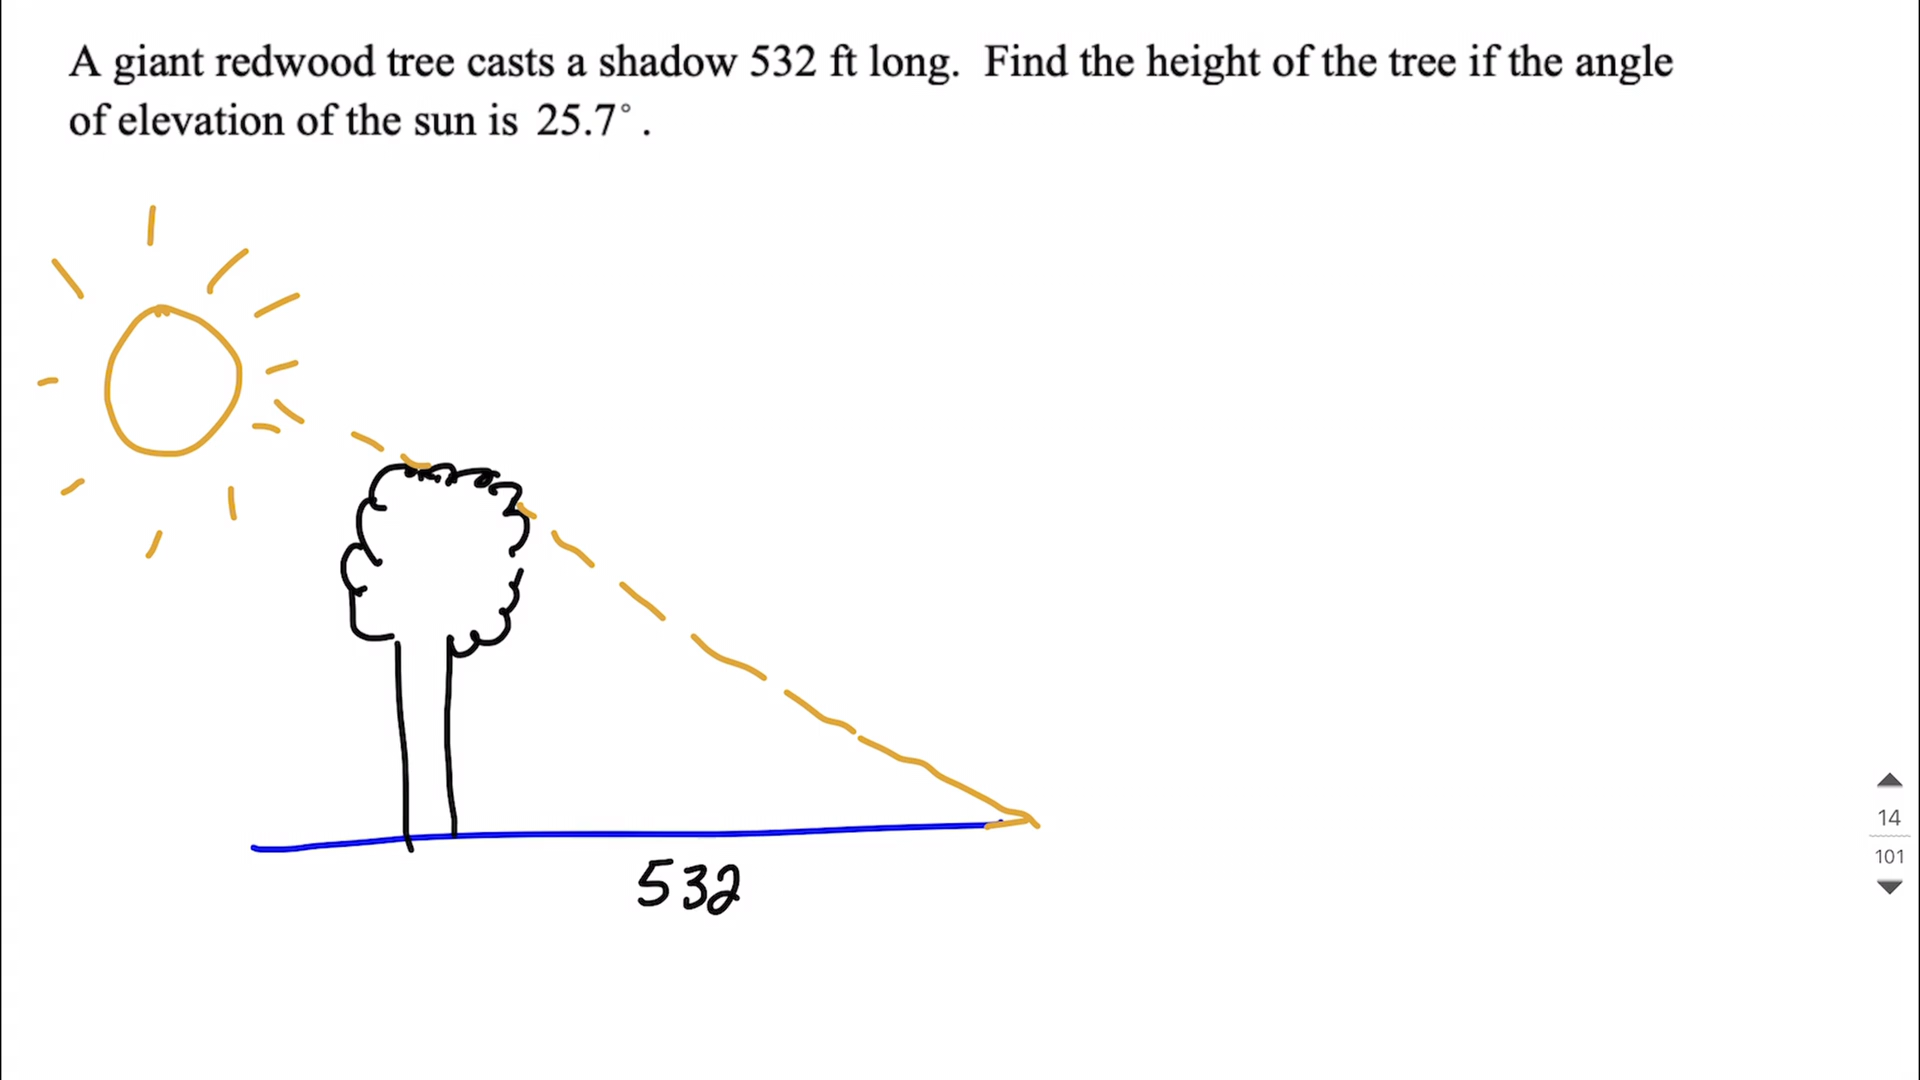 A giant redwood tree casts a shadow 532 ft long. Find the height of the tree if the angle
of elevation of the sun is 25.7°.
532
14
101